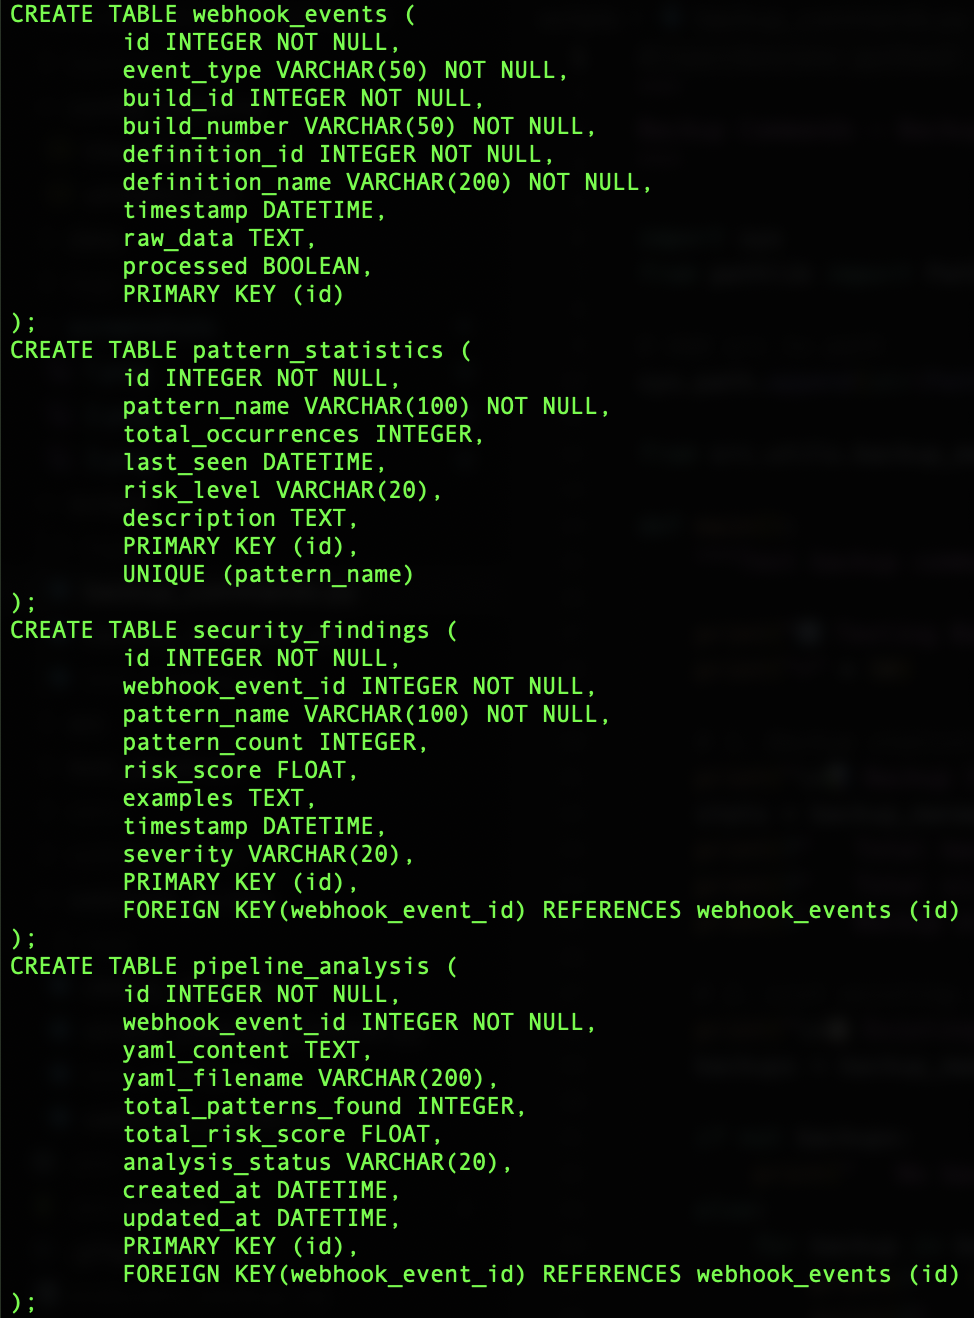 CREATE TABLE webhook_events (
        id INTEGER NOT NULL,
        event_type VARCHAR(50) NOT NULL,
        build_id INTEGER NOT NULL,
        build_number VARCHAR(50) NOT NULL,
        definition_id INTEGER NOT NULL,
        definition_name VARCHAR(200) NOT NULL,
        timestamp DATETIME,
        raw_data TEXT,
        processed BOOLEAN,
        PRIMARY KEY (id)
);
CREATE TABLE pattern_statistics (
        id INTEGER NOT NULL,
        pattern_name VARCHAR(100) NOT NULL,
        total_occurrences INTEGER,
        last_seen DATETIME,
        risk_level VARCHAR(20),
        description TEXT,
        PRIMARY KEY (id),
        UNIQUE (pattern_name)
);
CREATE TABLE security_findings (
        id INTEGER NOT NULL,
        webhook_event_id INTEGER NOT NULL,
        pattern_name VARCHAR(100) NOT NULL,
        pattern_count INTEGER,
        risk_score FLOAT,
        examples TEXT,
        timestamp DATETIME,
        severity VARCHAR(20),
        PRIMARY KEY (id),
        FOREIGN KEY(webhook_event_id) REFERENCES webhook_events (id)
);
CREATE TABLE pipeline_analysis (
        id INTEGER NOT NULL,
        webhook_event_id INTEGER NOT NULL,
        yaml_content TEXT,
        yaml_filename VARCHAR(200),
        total_patterns_found INTEGER,
        total_risk_score FLOAT,
        analysis_status VARCHAR(20),
        created_at DATETIME,
        updated_at DATETIME,
        PRIMARY KEY (id),
        FOREIGN KEY(webhook_event_id) REFERENCES webhook_events (id)
);